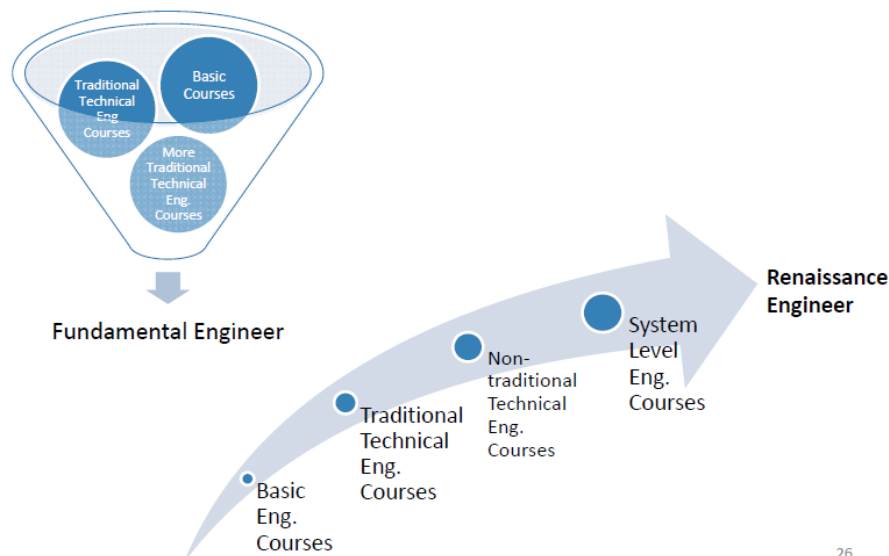 Traditional
Technical
Eng
Courses
Basic
Courses
More
Traditional
Technical
Eng.
Courses
Fundamental Engineer
Renaissance
Engineer
System
Level
Eng.
Courses
Non-
traditional
Technical
Eng.
Courses
Traditional
Technical
Eng.
Courses
Basic
Eng.
Courses
26